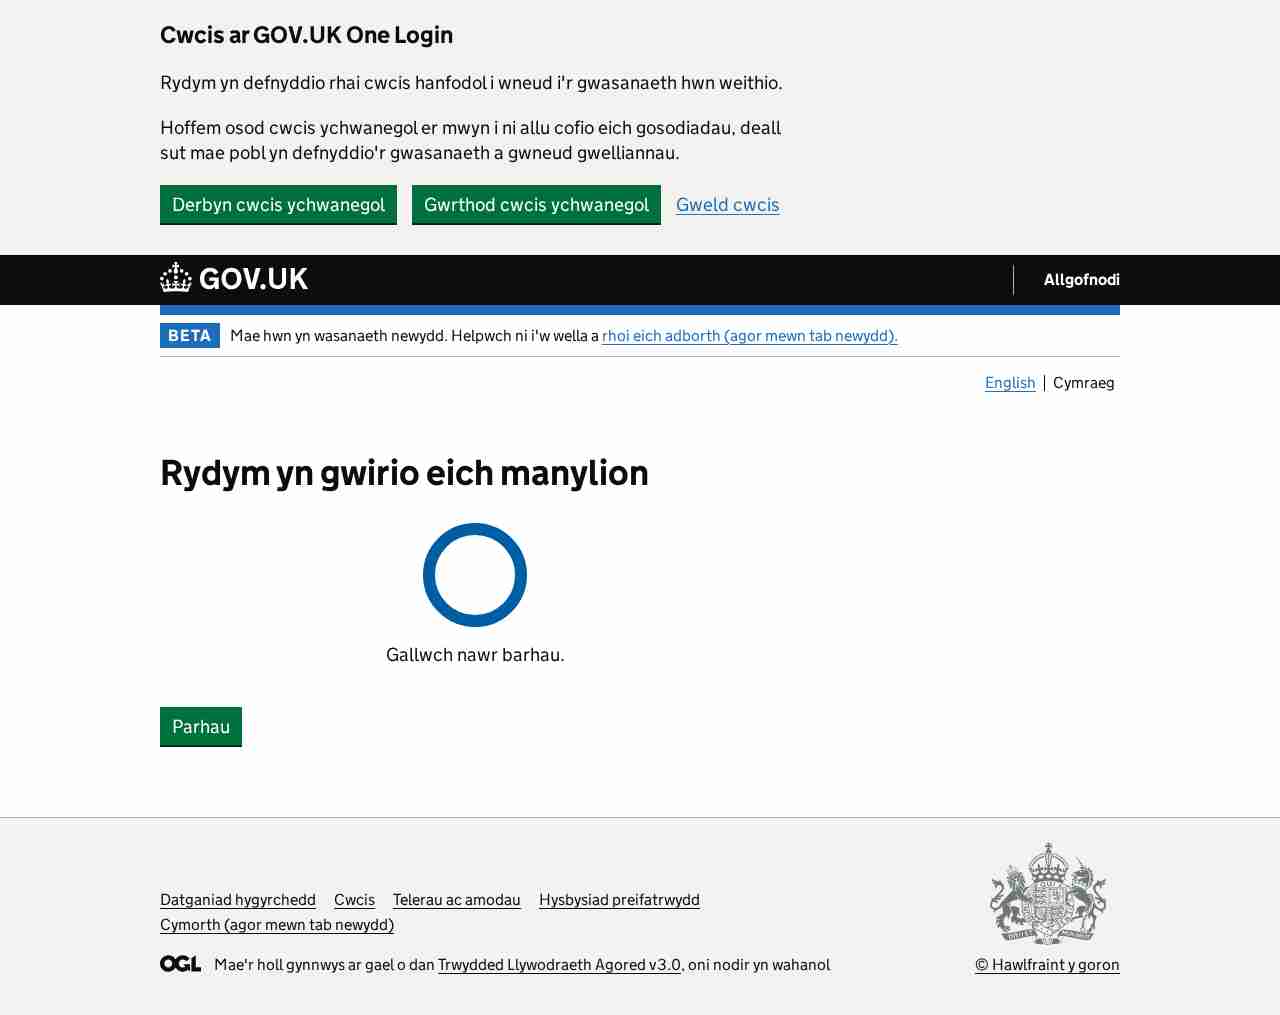 Cwcis ar GOV.UK One Login
Rydym yn defnyddio rhai cwcis hanfodol i wneud i'r gwasanaeth hwn weithio.
Hoffem osod cwcis ychwanegol er mwyn i ni allu cofio eich gosodiadau, deall
sut mae pobl yn defnyddio'r gwasanaeth a gwneud gwelliannau.
Derbyn cwcis ychwanegol Gwrthod cwcis ychwanegol Gweld cwcis
GOV.UK Allgofnodi
BETA Mae hwn yn wasanaeth newydd. Helpwch ni i'w wella a rhoi eich adborth (agor mewn tab newydd).
English Cymraeg
Rydym yn gwirio eich manylion
Gallwch nawr barhau.
Parhau
Datganiad hygyrchedd Cwcis Telerau ac amodau Hysbysiad preifatrwydd
Cymorth (agor mewn tab newydd)
OGL Mae'r holl gynnwys ar gael o dan Trwydded Llywodraeth Agored v3.0, oni nodir yn wahanol © Hawlfraint y goron